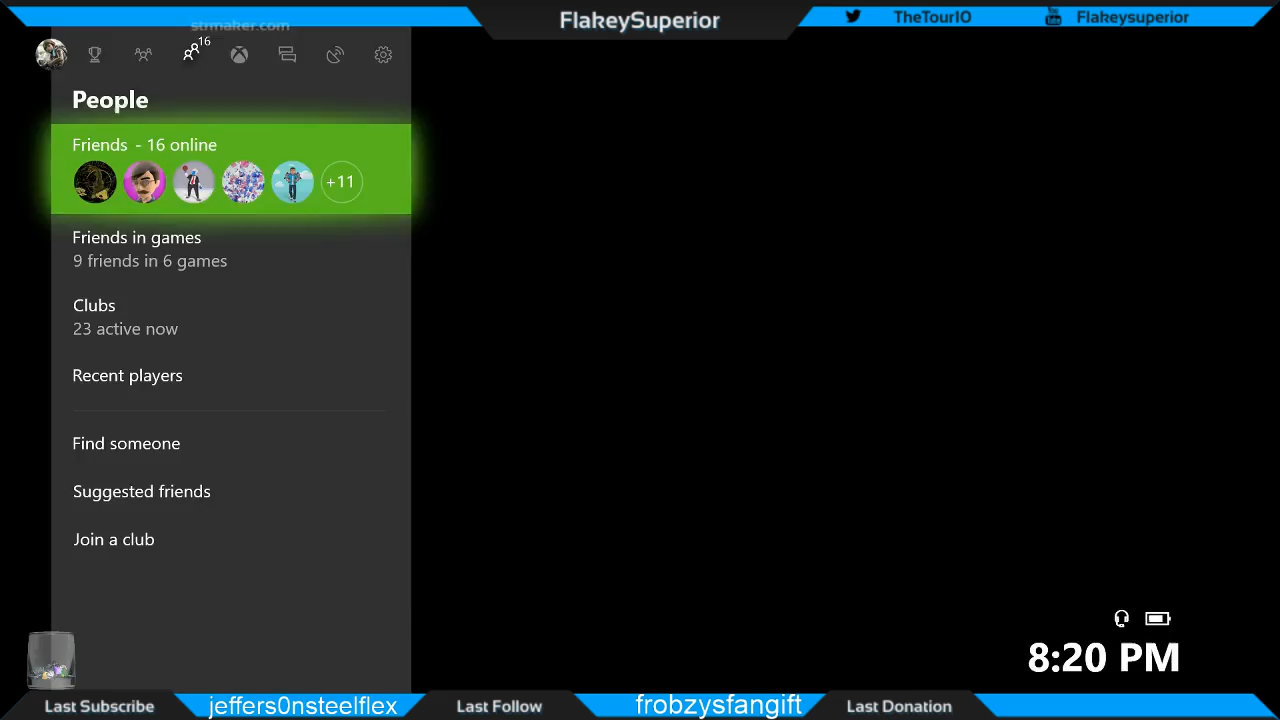 FlakeySuperior
TheTourIO
You Tube
Flakeysuperior
strmaker.com
16
People
Friends - 16 online
+11
Friends in games
9 friends in 6 games
Clubs
23 active now
Recent players
Find someone
Suggested friends
Join a club
8:20 PM
Last Subscribe
jeffers0nsteelflex
Last Follow
frobzysfangift
Last Donation